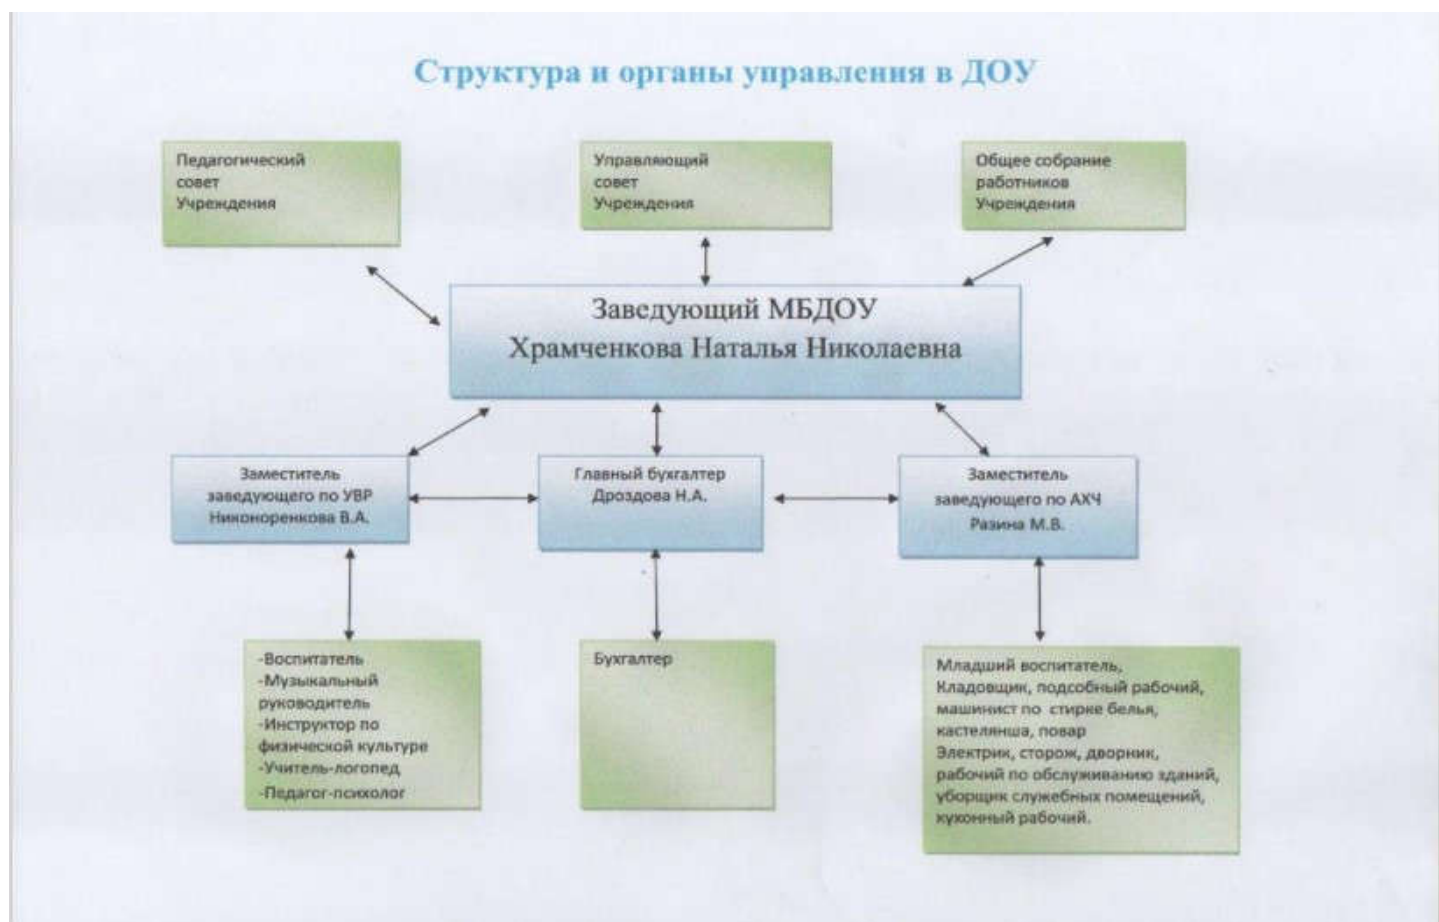 Структура и органы управления в ДОУ
Педагогический
совет
Учреждения
Управляющий
совет
Учреждения
Общее собрание
работников
Учреждения
Заведующий МБДОУ
Храмченкова Наталья Николаевна
Заместитель
заведующего по УВР
Никоноренкова В.А.
Главный бухгалтер
Дроздова Н.А.
Заместитель
заведующего по АХЧ
Разина М.В.
-Воспитатель
-Музыкальный
руководитель
-Инструктор по
физической культуре
-Учитель-логопед
-Педагог-психолог
Бухгалтер
Младший воспитатель,
Кладовщик, подсобный рабочий,
машинист по стирке белья,
кастелянша, повар
Электрик, сторож, дворник,
рабочий по обслуживанию зданий,
уборщик служебных помещений,
кухонный рабочий.